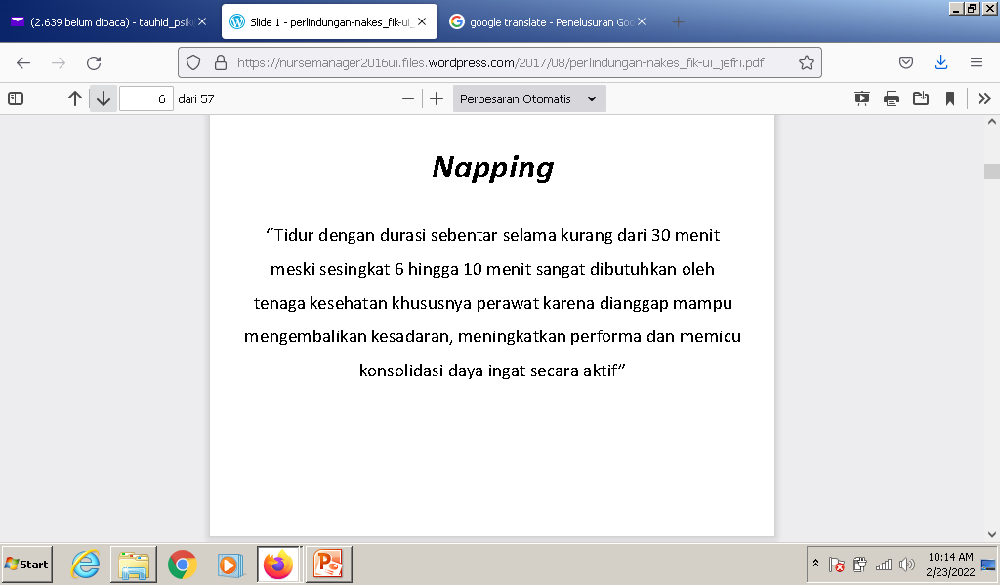 (2.639 belum dibaca) - tauhid_psik
Slide 1 - perlindungan-nakes_fik-ui_
google translate - Penelusuran Goo
https://nursemanager2016ui.files.wordpress.com/2017/08/perlindungan-nakes_fik-ui_jefri.pdf
6 dari 57
Perbesaran Otomatis
Napping
“Tidur dengan durasi sebentar selama kurang dari 30 menit
meski sesingkat 6 hingga 10 menit sangat dibutuhkan oleh
tenaga kesehatan khususnya perawat karena dianggap mampu
mengembalikan kesadaran, meningkatkan performa dan memicu
konsolidasi daya ingat secara aktif”
Start
10:14 AM
2/23/2022